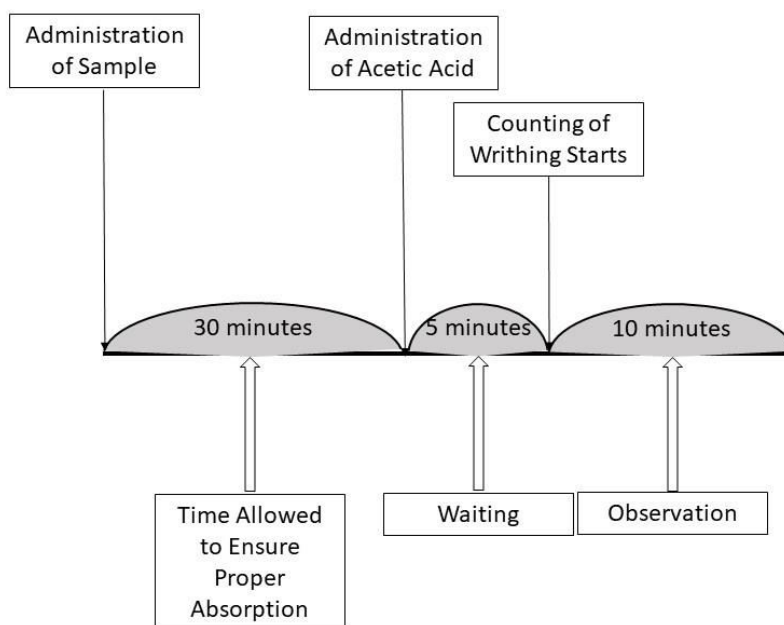 Administration
of Sample
Administration
of Acetic Acid
Counting of
Writhing Starts
30 minutes
5 minutes
10 minutes
Time Allowed
to Ensure
Proper
Absorption
Waiting
Observation